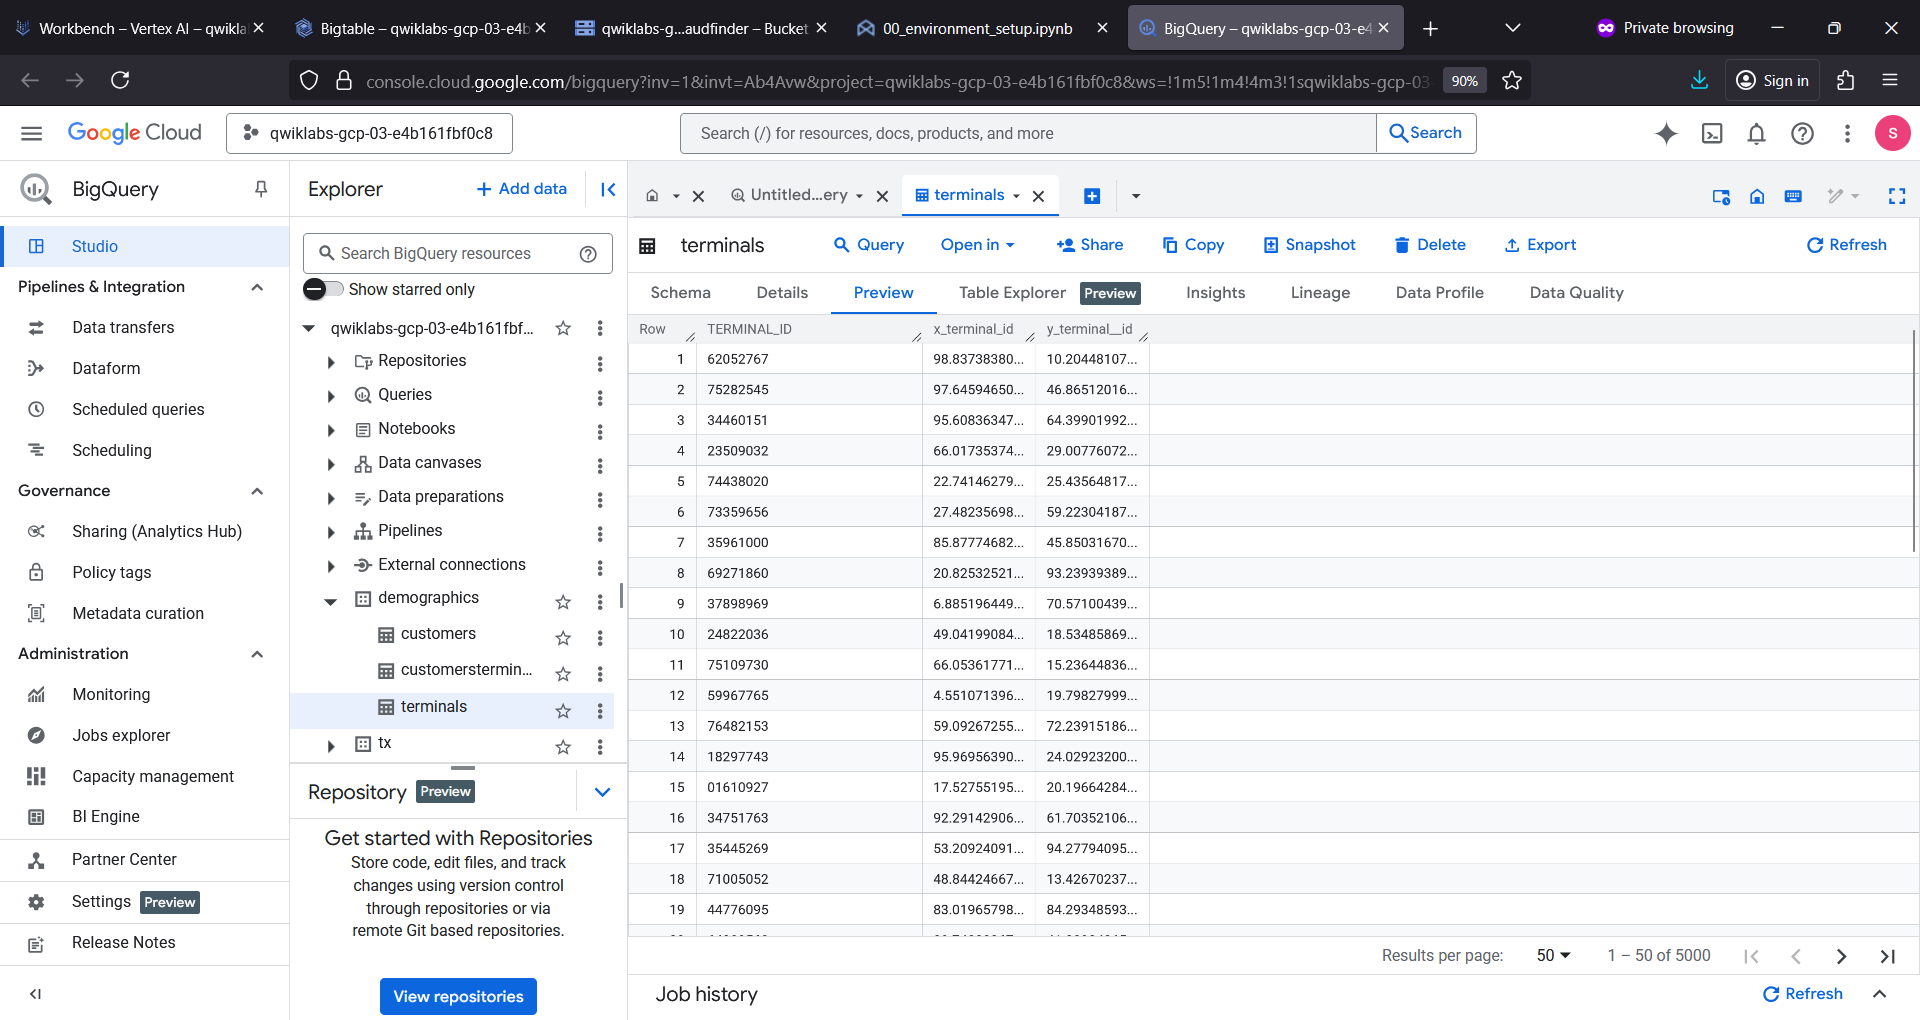 Workbench – Vertex AI – qwikla
Bigtable – qwiklabs-gcp-03-e4b
qwiklabs-g...audfinder – Bucket
00_environment_setup.ipynb
BigQuery – qwiklabs-gcp-03-e4
Private browsing
console.cloud.google.com/bigquery?inv=1&invt=Ab4Avw&project=qwiklabs-gcp-03-e4b161fbf0c8&ws=!1m5!1m4!4m3!1sqwiklabs-gcp-03
90%
Sign in
Google Cloud
qwiklabs-gcp-03-e4b161fbf0c8
Search (/) for resources, docs, products, and more
Search
S
BigQuery
Studio
Pipelines & Integration
Data transfers
Dataform
Scheduled queries
Scheduling
Governance
Sharing (Analytics Hub)
Policy tags
Metadata curation
Administration
Monitoring
Jobs explorer
Capacity management
BI Engine
Partner Center
Settings Preview
Release Notes
Explorer
+ Add data
Search BigQuery resources
Show starred only
qwiklabs-gcp-03-e4b161fbf...
Repositories
Queries
Notebooks
Data canvases
Data preparations
Pipelines
External connections
demographics
customers
customerstermin...
terminals
tx
Repository Preview
Get started with Repositories
Store code, edit files, and track
changes using version control
through repositories or via
remote Git based repositories.
View repositories
Untitled...ery
terminals
terminals
Query
Open in
Share
Copy
Snapshot
Delete
Export
Refresh
Schema
Details
Preview
Table Explorer Preview
Insights
Lineage
Data Profile
Data Quality
Row TERMINAL_ID x_terminal_id y_terminal__id
1 62052767 98.83738380... 10.20448107...
2 75282545 97.64594650... 46.86512016...
3 34460151 95.60836347... 64.39901992...
4 23509032 66.01735374... 29.00776072...
5 74438020 22.74146279... 25.43564817...
6 73359656 27.48235698... 59.22304187...
7 35961000 85.87774682... 45.85031670...
8 69271860 20.82532521... 93.23939389...
9 37898969 6.885196449... 70.57100439...
10 24822036 49.04199084... 18.53485869...
11 75109730 66.05361771... 15.23644836...
12 59967765 4.551071396... 19.79827999...
13 76482153 59.09267255... 72.23915186...
14 18297743 95.96956390... 24.02923200...
15 01610927 17.52755195... 20.19664284...
16 34751763 92.29142906... 61.70352106...
17 35445269 53.20924091... 94.27794095...
18 71005052 48.84424667... 13.42670237...
19 44776095 83.01965798... 84.29348593...
Results per page: 50 1 – 50 of 5000
Job history
Refresh